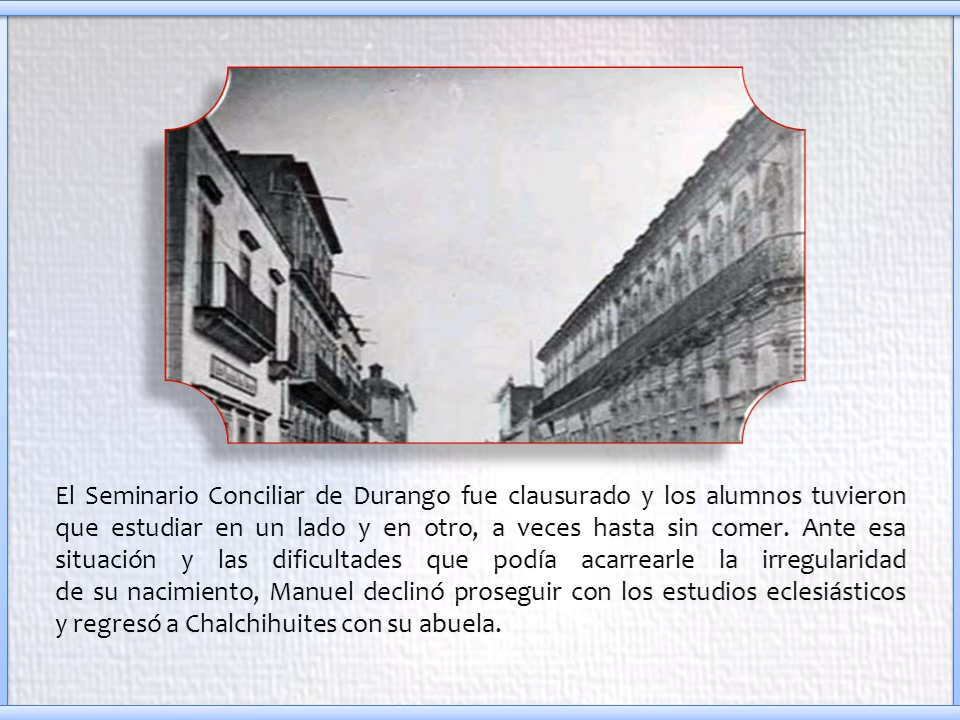 El Seminario Conciliar de Durango fue clausurado y los alumnos tuvieron
que estudiar en un lado y en otro, a veces hasta sin comer. Ante esa
situación y las dificultades que podía acarrearle la irregularidad
de su nacimiento, Manuel declinó proseguir con los estudios eclesiásticos
y regresó a Chalchihuites con su abuela.